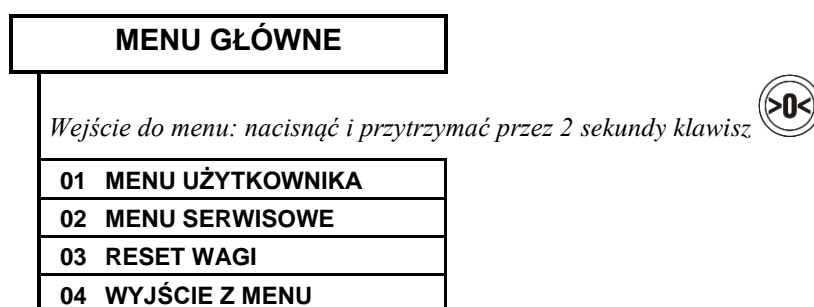 MENU GŁÓWNE
Wejście do menu: nacisnąć i przytrzymać przez 2 sekundy klawisz >0<
01 MENU UŻYTKOWNIKA
02 MENU SERWISOWE
03 RESET WAGI
04 WYJŚCIE Z MENU